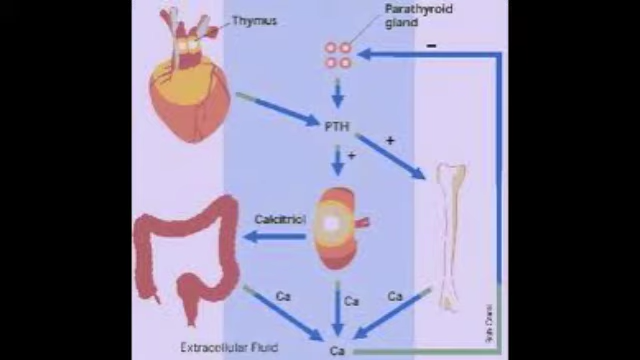 Thymus
Parathyroid
gland
−
PTH
+
+
Calcitriol
Ca
Ca
Ca
Extracellular Fluid
Ca